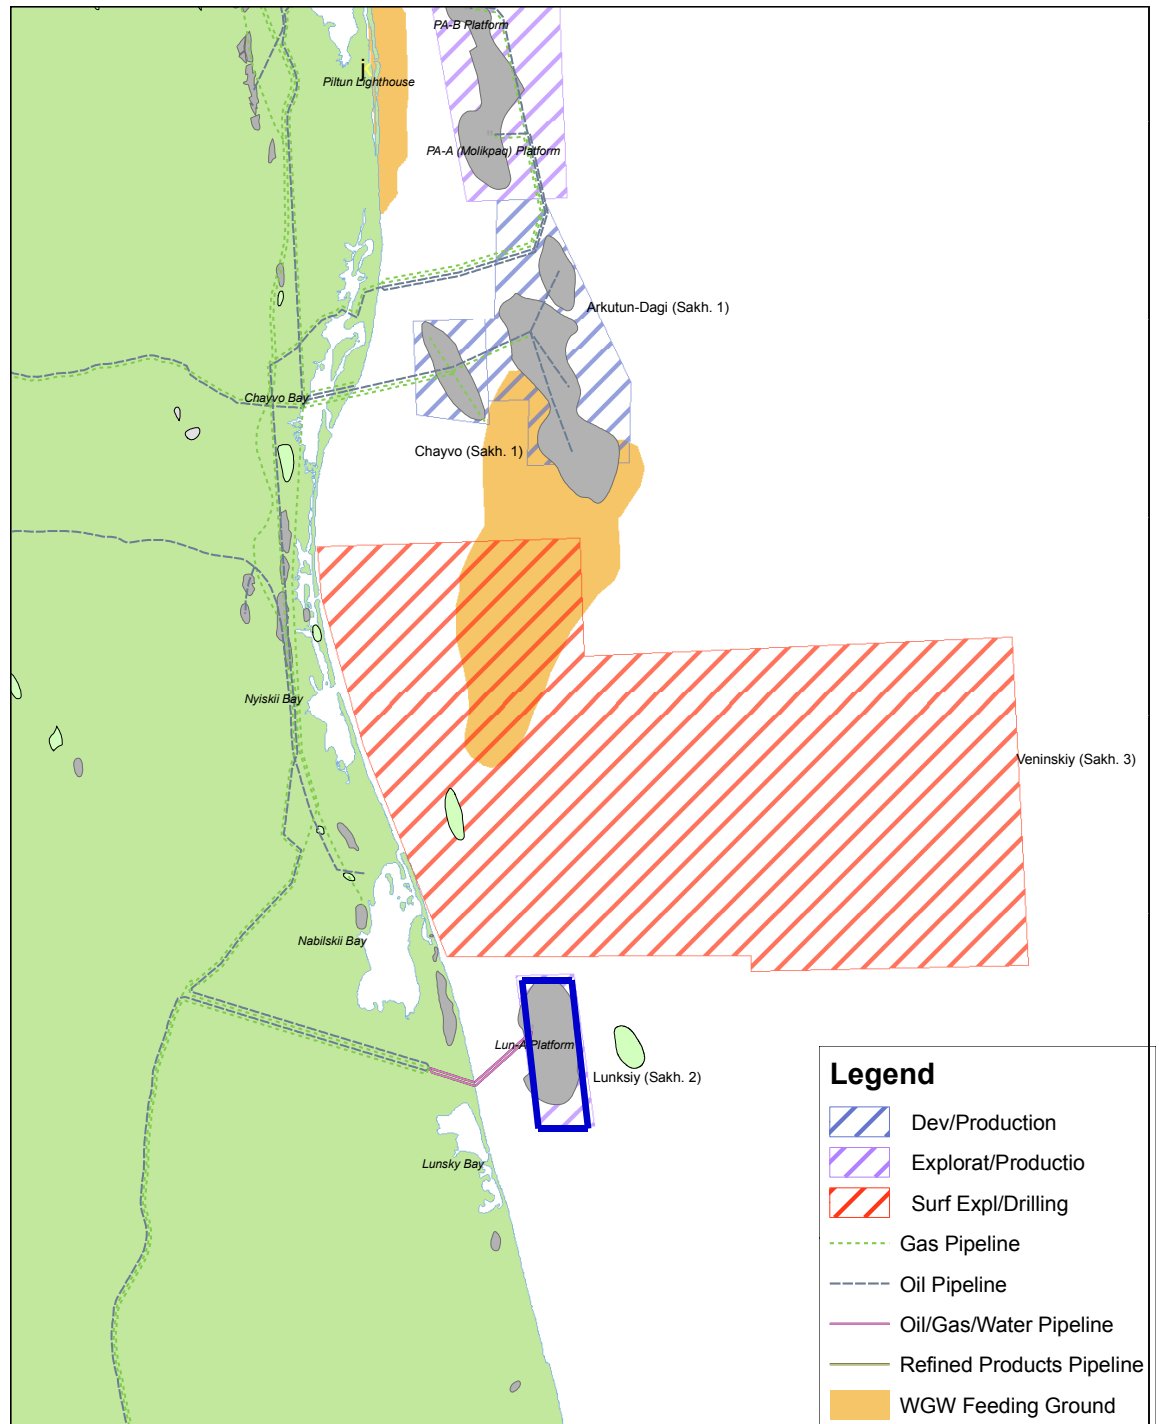 PA-B Platform
j
Piltun Lighthouse
PA-A (Molikpaq) Platform
Arkutun-Dagi (Sakh. 1)
Chayvo Bay
Chayvo (Sakh. 1)
Nyiskii Bay
Veninskiy (Sakh. 3)
Nabilskii Bay
Lun-A Platform
Lunksiy (Sakh. 2)
Lunsky Bay
Legend
Dev/Production
Explorat/Productio
Surf Expl/Drilling
Gas Pipeline
Oil Pipeline
Oil/Gas/Water Pipeline
Refined Products Pipeline
WGW Feeding Ground